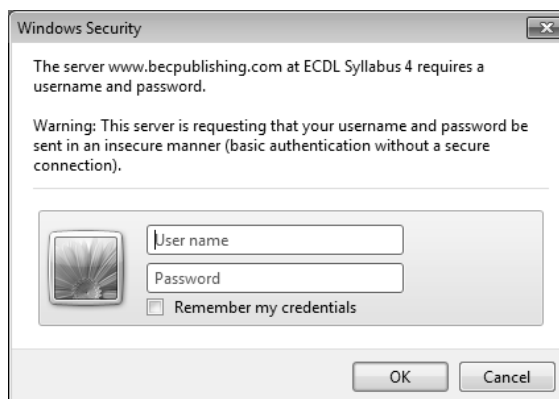 Windows Security
The server www.becpublishing.com at ECDL Syllabus 4 requires a
username and password.
Warning: This server is requesting that your username and password be
sent in an insecure manner (basic authentication without a secure
connection).
User name
Password
Remember my credentials
OK Cancel